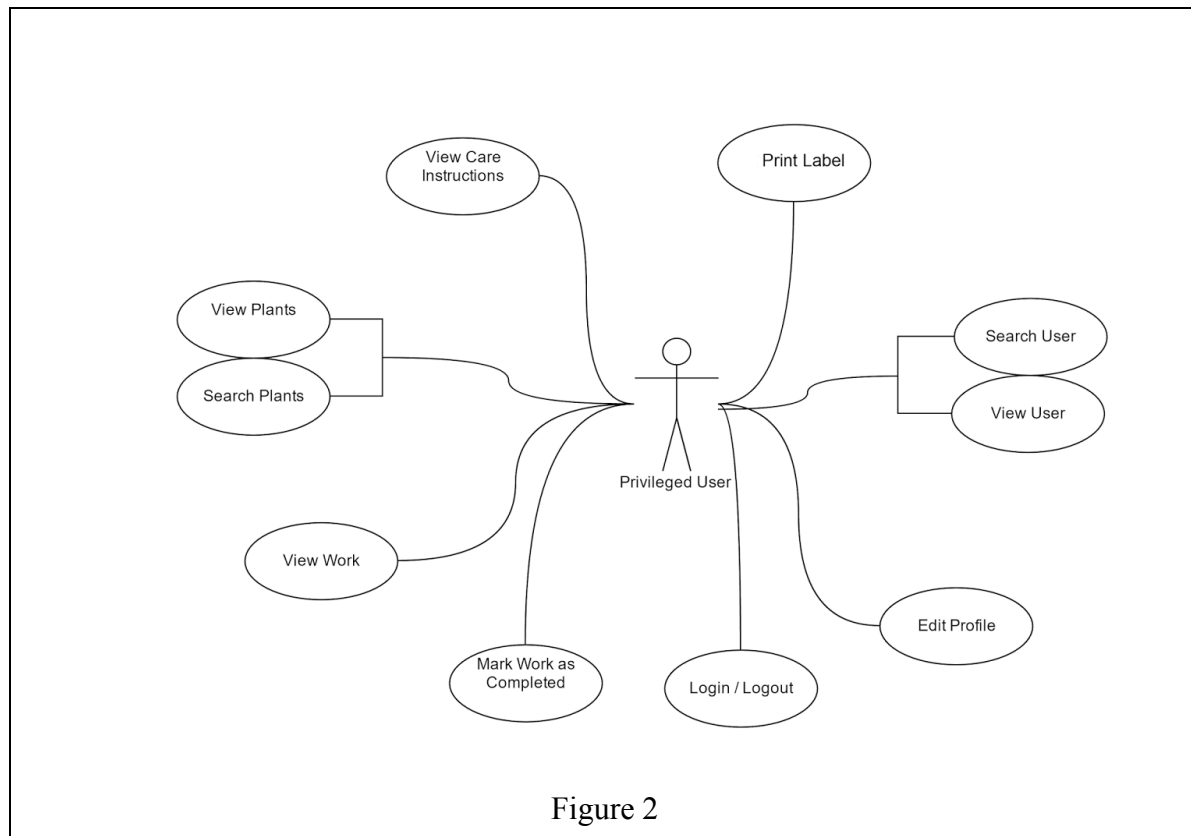 View Care
Instructions
Print Label
View Plants
Search Plants
Search User
View User
Privileged User
View Work
Edit Profile
Mark Work as
Completed
Login / Logout
Figure 2